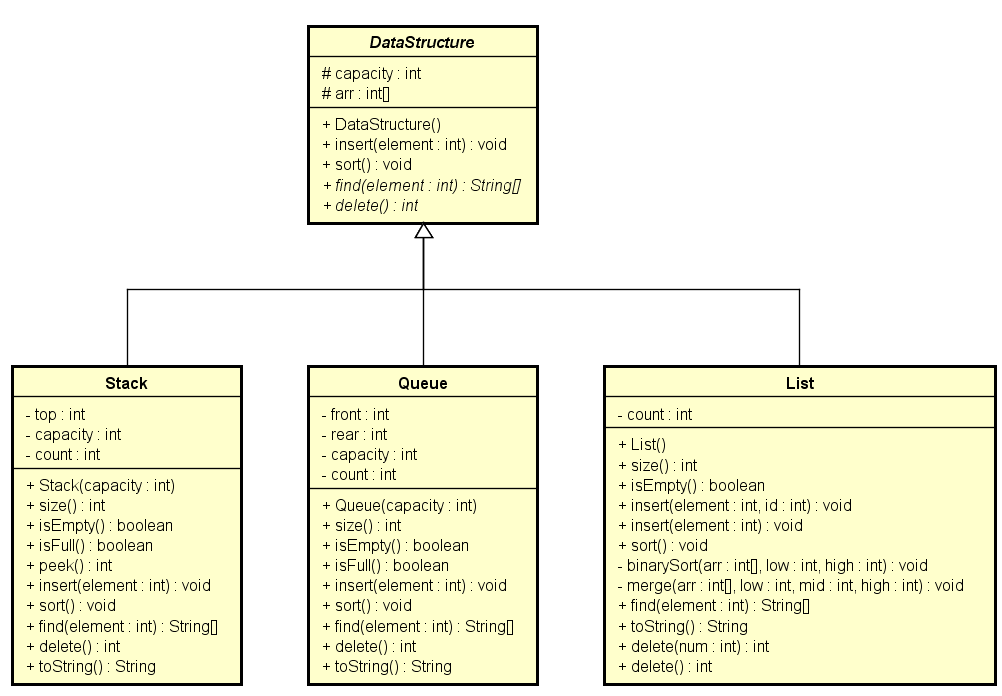 DataStructure
# capacity : int
# arr : int[]
+ DataStructure()
+ insert(element : int) : void
+ sort() : void
+ find(element : int) : String[]
+ delete() : int
Stack
- top : int
- capacity : int
- count : int
+ Stack(capacity : int)
+ size() : int
+ isEmpty() : boolean
+ isFull() : boolean
+ peek() : int
+ insert(element : int) : void
+ sort() : void
+ find(element : int) : String[]
+ delete() : int
+ toString() : String
Queue
- front : int
- rear : int
- capacity : int
- count : int
+ Queue(capacity : int)
+ size() : int
+ isEmpty() : boolean
+ isFull() : boolean
+ insert(element : int) : void
+ sort() : void
+ find(element : int) : String[]
+ delete() : int
+ toString() : String
List
- count : int
+ List()
+ size() : int
+ isEmpty() : boolean
+ insert(element : int, id : int) : void
+ insert(element : int) : void
+ sort() : void
- binarySort(arr : int[], low : int, high : int) : void
- merge(arr : int[], low : int, mid : int, high : int) : void
+ find(element : int) : String[]
+ toString() : String
+ delete(num : int) : int
+ delete() : int